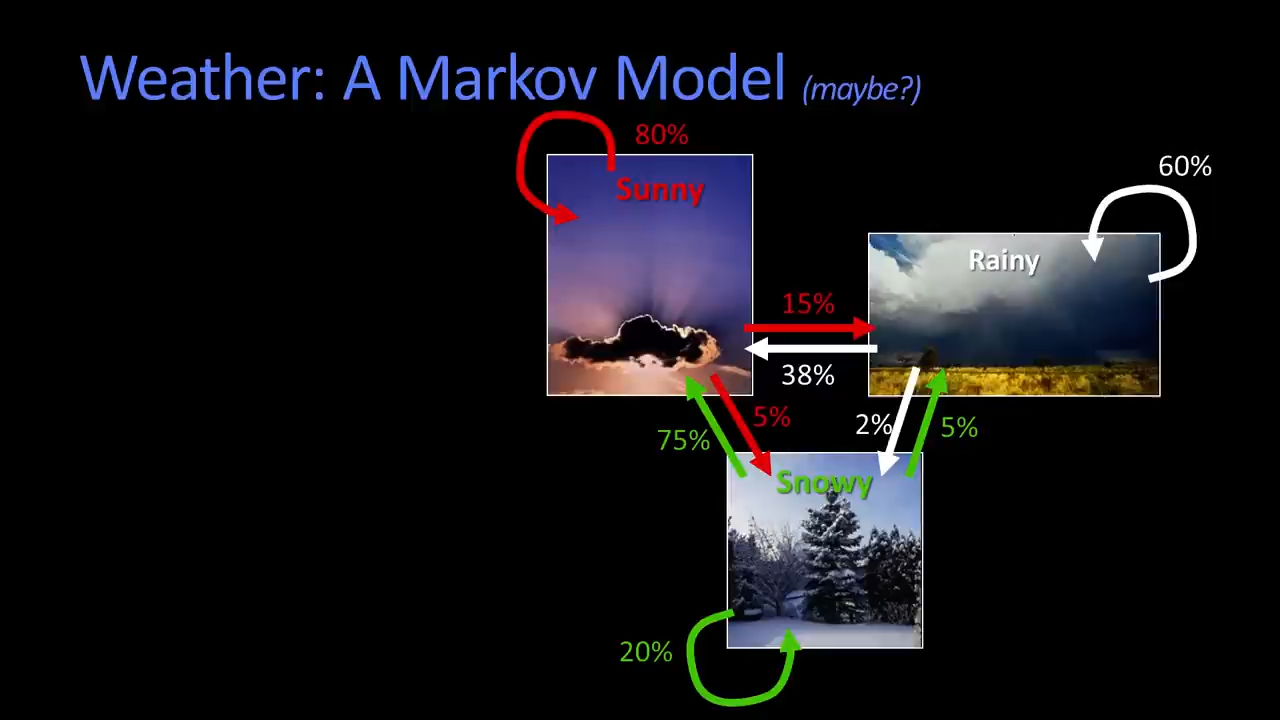 Weather: A Markov Model (maybe?)
80%
Sunny
60%
Rainy
15%
38%
5%
75%
2%
5%
Snowy
20%